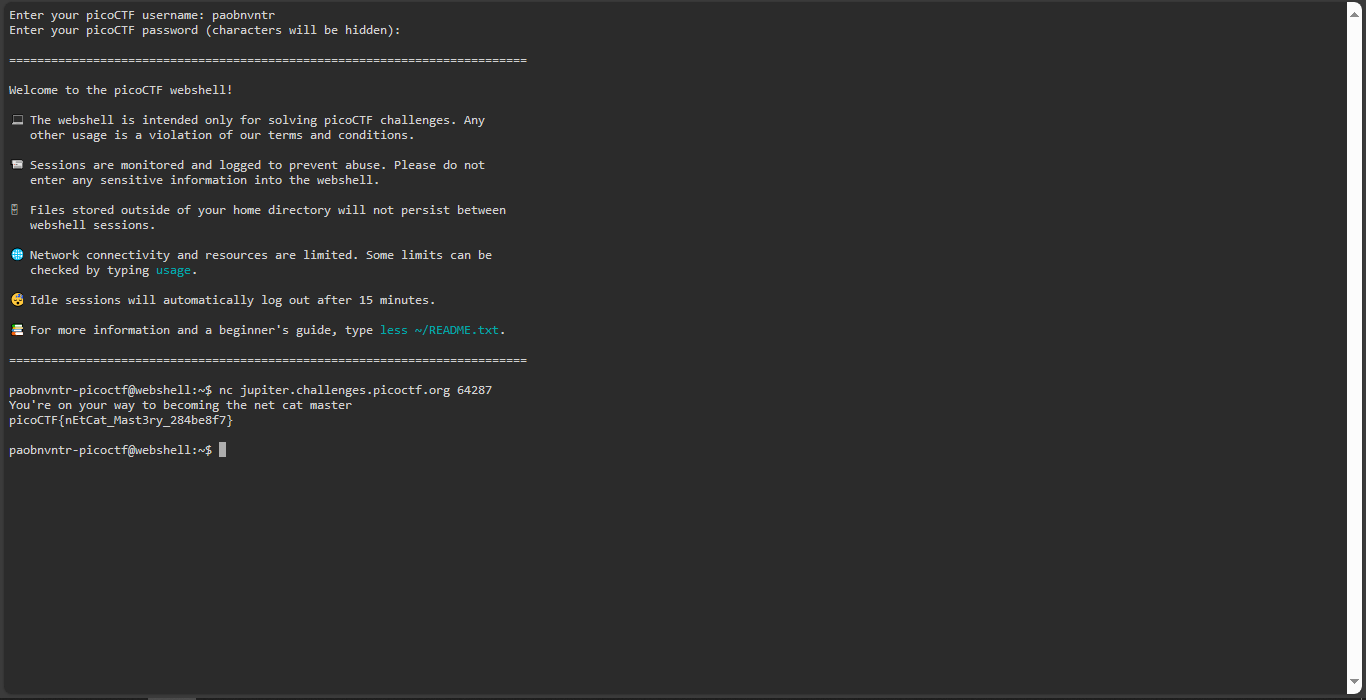 Enter your picoCTF username: paobnvntr
Enter your picoCTF password (characters will be hidden):
==========================================================================
Welcome to the picoCTF webshell!
💻 The webshell is intended only for solving picoCTF challenges. Any
other usage is a violation of our terms and conditions.
📜 Sessions are monitored and logged to prevent abuse. Please do not
enter any sensitive information into the webshell.
🗄 Files stored outside of your home directory will not persist between
webshell sessions.
🌐 Network connectivity and resources are limited. Some limits can be
checked by typing usage.
😴 Idle sessions will automatically log out after 15 minutes.
📚 For more information and a beginner's guide, type less ~/README.txt.
==========================================================================
paobnvntr-picoctf@webshell:~$ nc jupiter.challenges.picoctf.org 64287
You're on your way to becoming the net cat master
picoCTF{nEtCat_Mast3ry_284be8f7}
paobnvntr-picoctf@webshell:~$